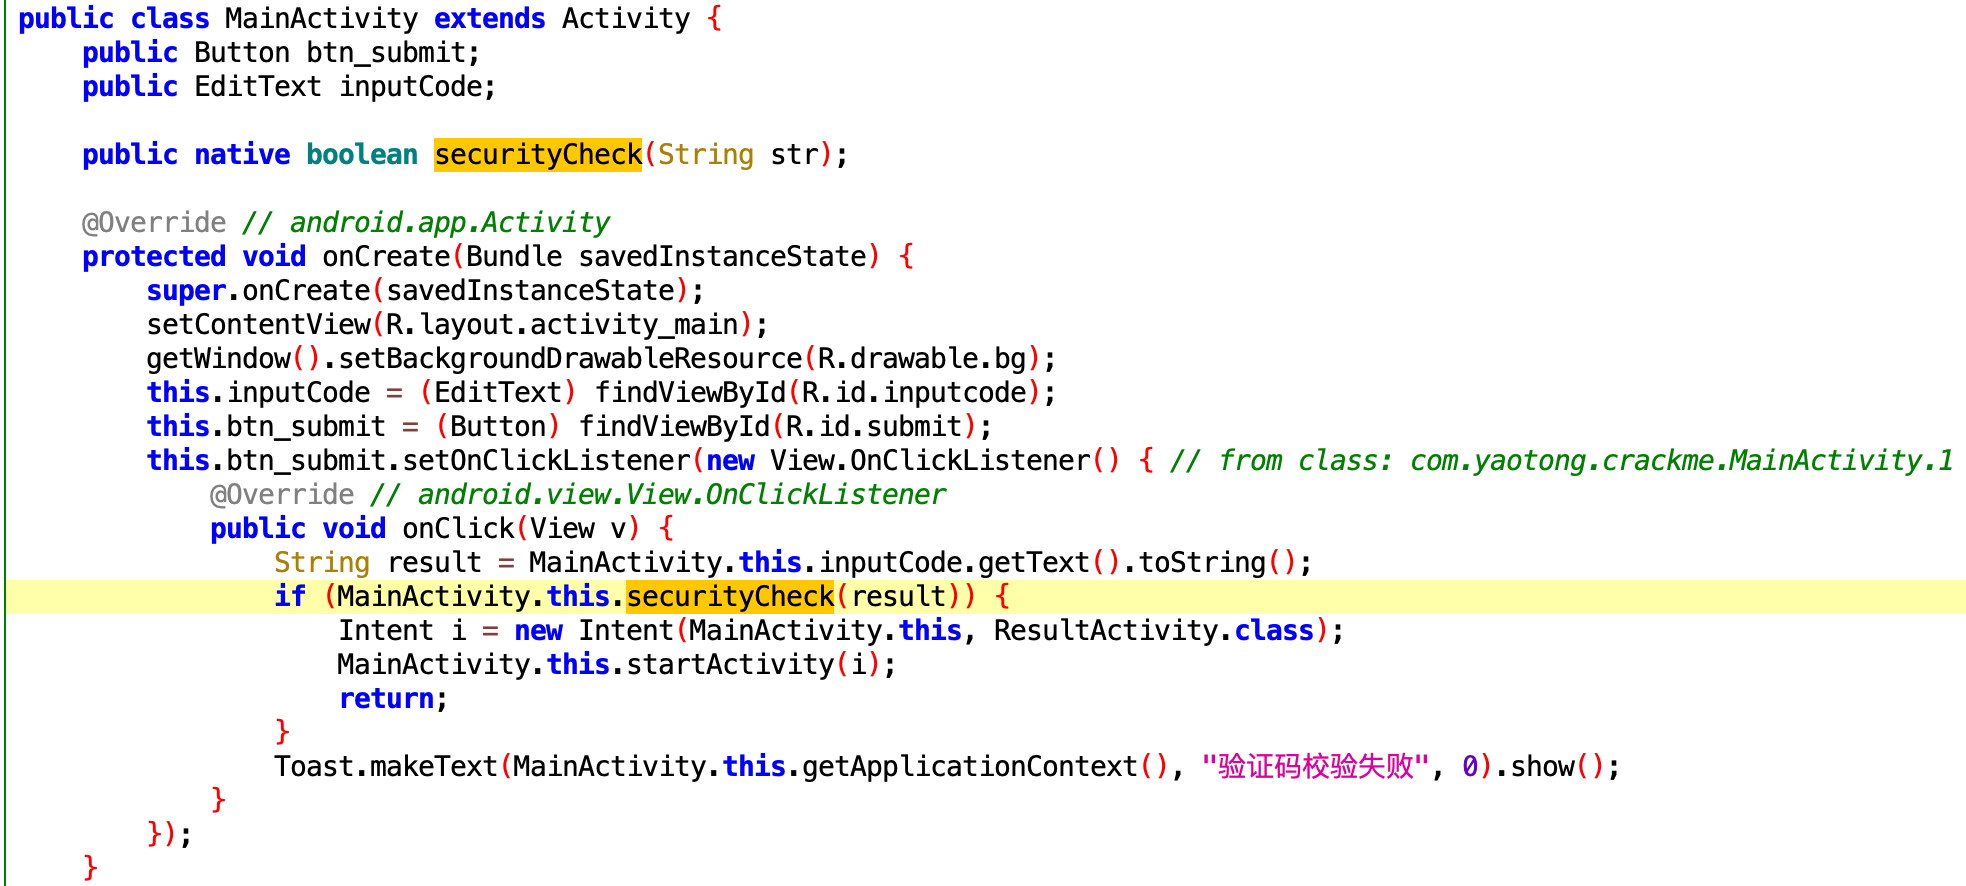 public class MainActivity extends Activity {
    public Button btn_submit;
    public EditText inputCode;

    public native boolean securityCheck(String str);

    @Override // android.app.Activity
    protected void onCreate(Bundle savedInstanceState) {
        super.onCreate(savedInstanceState);
        setContentView(R.layout.activity_main);
        getWindow().setBackgroundDrawableResource(R.drawable.bg);
        this.inputCode = (EditText) findViewById(R.id.inputcode);
        this.btn_submit = (Button) findViewById(R.id.submit);
        this.btn_submit.setOnClickListener(new View.OnClickListener() { // from class: com.yaotong.crackme.MainActivity.1
            @Override // android.view.View.OnClickListener
            public void onClick(View v) {
                String result = MainActivity.this.inputCode.getText().toString();
                if (MainActivity.this.securityCheck(result)) {
                    Intent i = new Intent(MainActivity.this, ResultActivity.class);
                    MainActivity.this.startActivity(i);
                    return;
                }
                Toast.makeText(MainActivity.this.getApplicationContext(), "验证码校验失败", 0).show();
            }
        });
    }